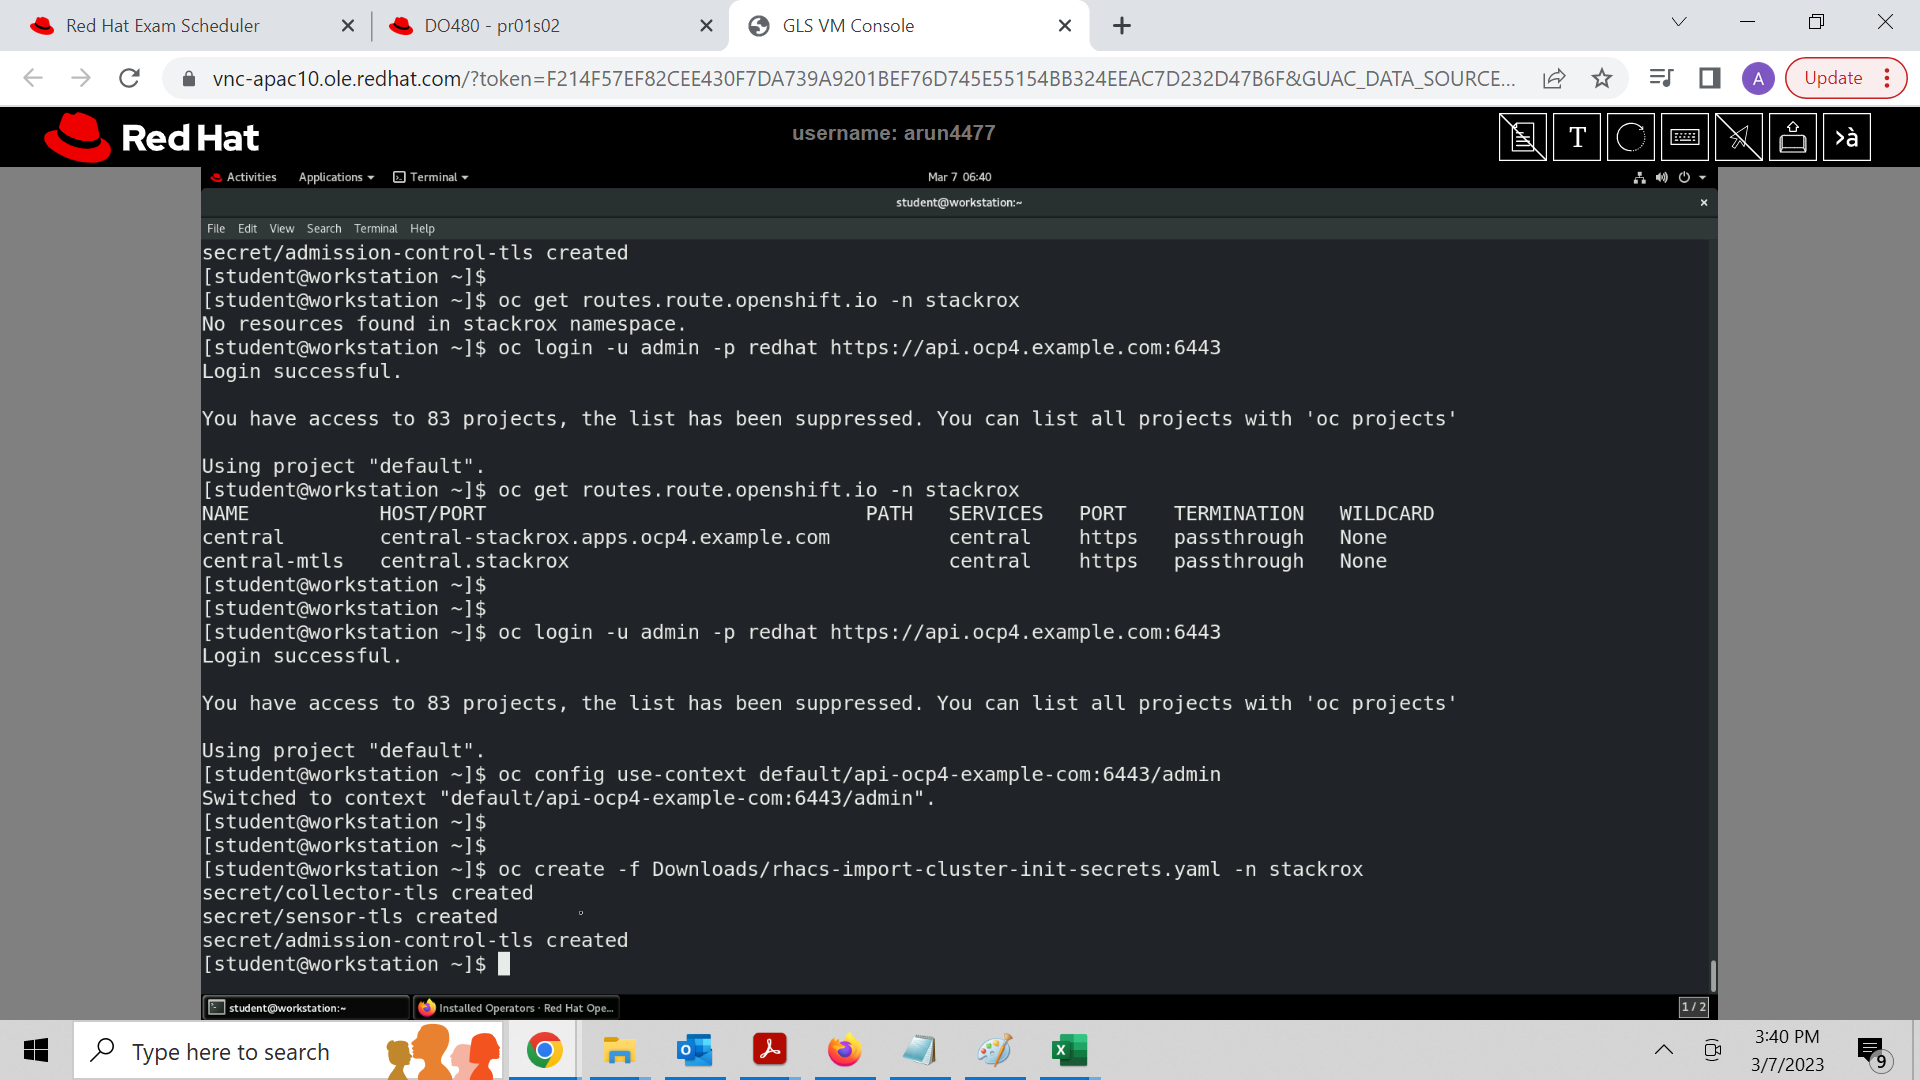 Red Hat Exam Scheduler
DO480 - pr01s02
GLS VM Console
vnc-apac10.ole.redhat.com/?token=F214F57EF82CEE430F7DA739A9201BEF76D745E55154BB324EEAC7D232D47B6F&GUAC_DATA_SOURCE...
A
Update
Red Hat
username: arun4477
T
>à
Activities Applications Terminal
Mar 7 06:40
student@workstation:~
File Edit View Search Terminal Help
secret/admission-control-tls created
[student@workstation ~]$
[student@workstation ~]$ oc get routes.route.openshift.io -n stackrox
No resources found in stackrox namespace.
[student@workstation ~]$ oc login -u admin -p redhat https://api.ocp4.example.com:6443
Login successful.
You have access to 83 projects, the list has been suppressed. You can list all projects with 'oc projects'
Using project "default".
[student@workstation ~]$ oc get routes.route.openshift.io -n stackrox
NAME HOST/PORT PATH SERVICES PORT TERMINATION WILDCARD
central central-stackrox.apps.ocp4.example.com central https passthrough None
central-mtls central.stackrox central https passthrough None
[student@workstation ~]$
[student@workstation ~]$
[student@workstation ~]$ oc login -u admin -p redhat https://api.ocp4.example.com:6443
Login successful.
You have access to 83 projects, the list has been suppressed. You can list all projects with 'oc projects'
Using project "default".
[student@workstation ~]$ oc config use-context default/api-ocp4-example-com:6443/admin
Switched to context "default/api-ocp4-example-com:6443/admin".
[student@workstation ~]$
[student@workstation ~]$
[student@workstation ~]$ oc create -f Downloads/rhacs-import-cluster-init-secrets.yaml -n stackrox
secret/collector-tls created
secret/sensor-tls created
secret/admission-control-tls created
[student@workstation ~]$
student@workstation:~
Installed Operators · Red Hat Ope...
1 / 2
Type here to search
3:40 PM
3/7/2023
9